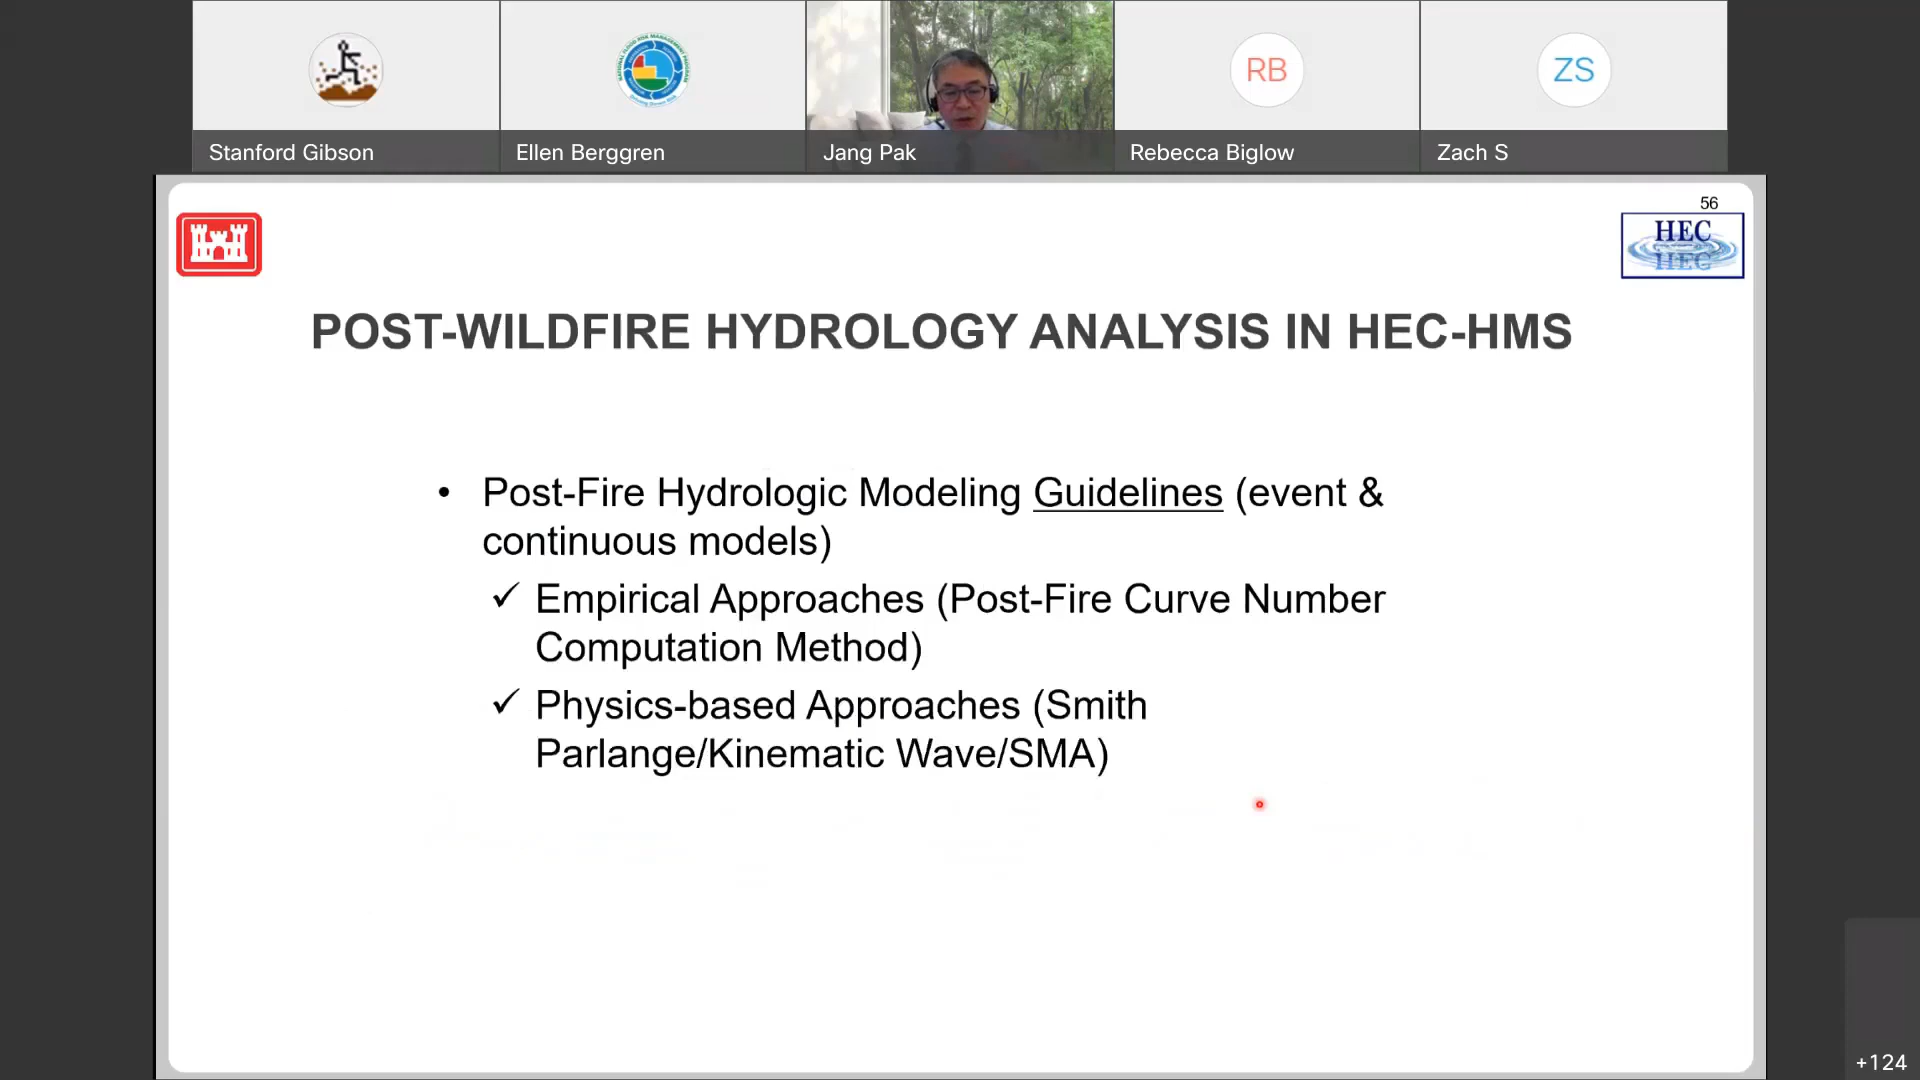 RB
ZS
Stanford Gibson
Ellen Berggren
Jang Pak
Rebecca Biglow
Zach S
56
HEC
POST-WILDFIRE HYDROLOGY ANALYSIS IN HEC-HMS
• Post-Fire Hydrologic Modeling Guidelines (event &
continuous models)
✓ Empirical Approaches (Post-Fire Curve Number
Computation Method)
✓ Physics-based Approaches (Smith
Parlange/Kinematic Wave/SMA)
+124